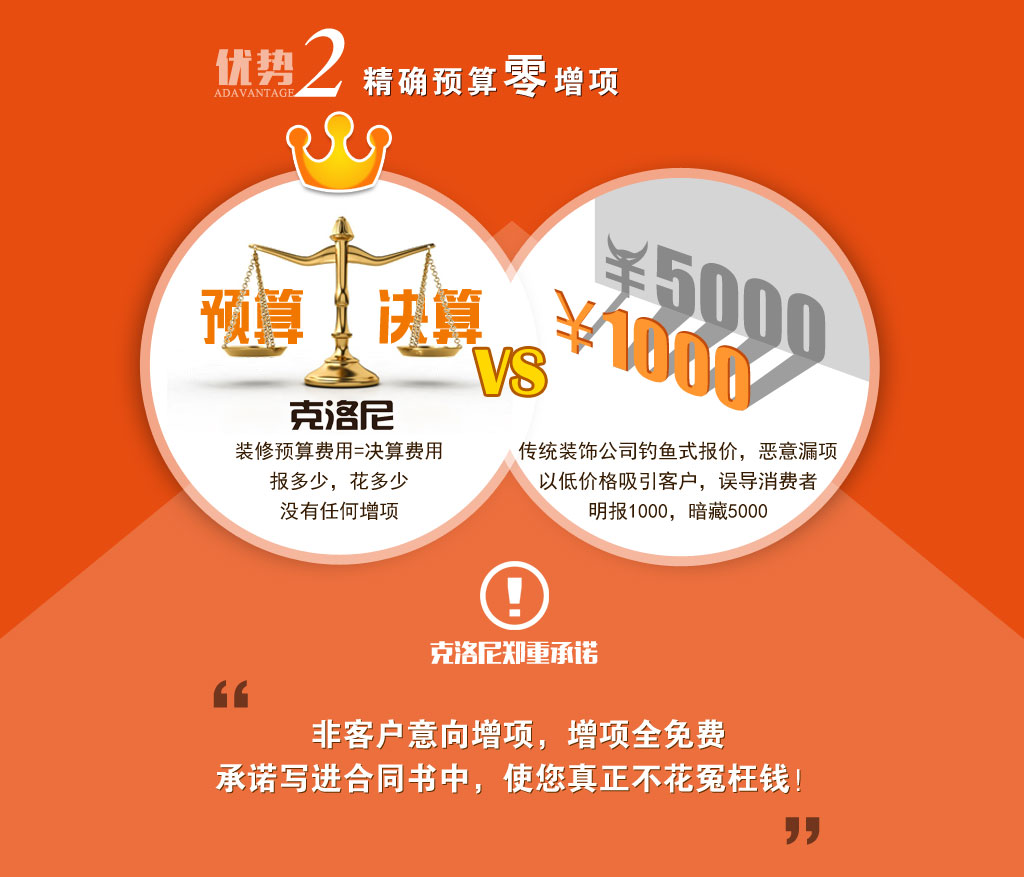 优势2
ADAVANTAGE
精确预算零增项
预算 决算
克洛尼
装修预算费用=决算费用
报多少，花多少
没有任何增项
VS
¥5000
¥1000
传统装饰公司钓鱼式报价，恶意漏项
以低价格吸引客户，误导消费者
明报1000，暗藏5000
!
克洛尼郑重承诺
“
非客户意向增项，增项全免费
承诺写进合同书中，使您真正不花冤枉钱！
”